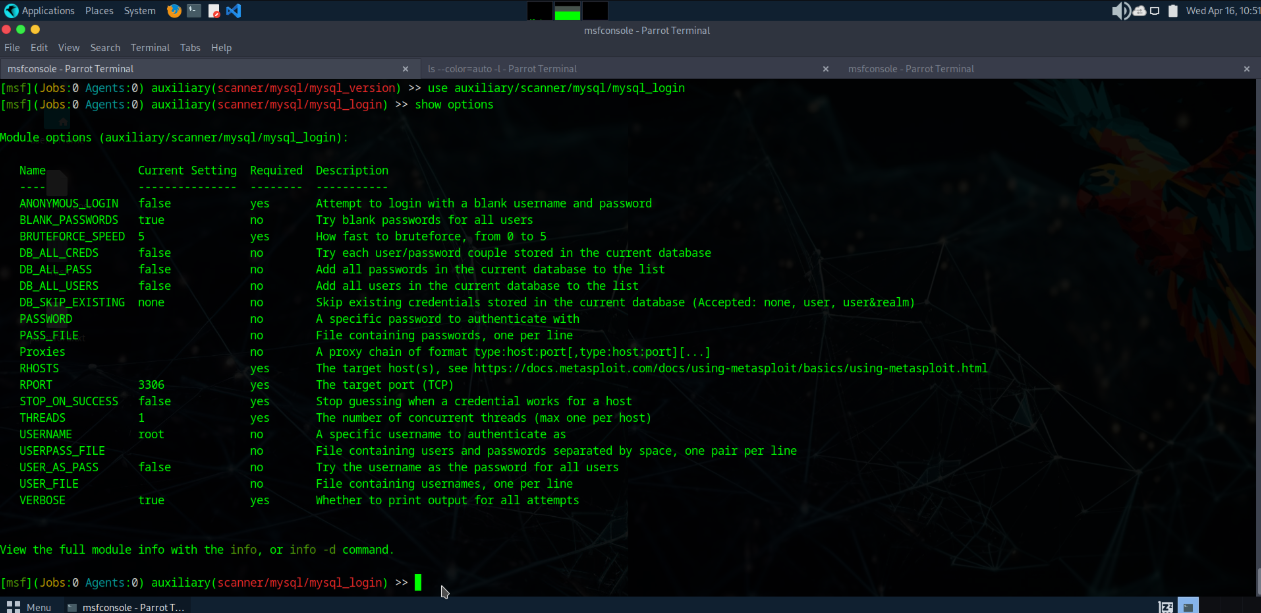 Applications Places System Wed Apr 16, 10:51
msfconsole - Parrot Terminal
File Edit View Search Terminal Tabs Help
msfconsole - Parrot Terminal × ls --color=auto -l - Parrot Terminal × msfconsole - Parrot Terminal ×
[msf](Jobs:0 Agents:0) auxiliary(scanner/mysql/mysql_version) >> use auxiliary/scanner/mysql/mysql_login
[msf](Jobs:0 Agents:0) auxiliary(scanner/mysql/mysql_login) >> show options
Module options (auxiliary/scanner/mysql/mysql_login):
Name Current Setting Required Description
---- --------------- -------- -----------
ANONYMOUS_LOGIN false yes Attempt to login with a blank username and password
BLANK_PASSWORDS true no Try blank passwords for all users
BRUTEFORCE_SPEED 5 yes How fast to bruteforce, from 0 to 5
DB_ALL_CREDS false no Try each user/password couple stored in the current database
DB_ALL_PASS false no Add all passwords in the current database to the list
DB_ALL_USERS false no Add all users in the current database to the list
DB_SKIP_EXISTING none no Skip existing credentials stored in the current database (Accepted: none, user, user&realm)
PASSWORD no A specific password to authenticate with
PASS_FILE no File containing passwords, one per line
Proxies no A proxy chain of format type:host:port[,type:host:port][...]
RHOSTS yes The target host(s), see https://docs.metasploit.com/docs/using-metasploit/basics/using-metasploit.html
RPORT 3306 yes The target port (TCP)
STOP_ON_SUCCESS false yes Stop guessing when a credential works for a host
THREADS 1 yes The number of concurrent threads (max one per host)
USERNAME root no A specific username to authenticate as
USERPASS_FILE no File containing users and passwords separated by space, one pair per line
USER_AS_PASS false no Try the username as the password for all users
USER_FILE no File containing usernames, one per line
VERBOSE true yes Whether to print output for all attempts
View the full module info with the info, or info -d command.
[msf](Jobs:0 Agents:0) auxiliary(scanner/mysql/mysql_login) >>
Menu msfconsole - Parrot T...